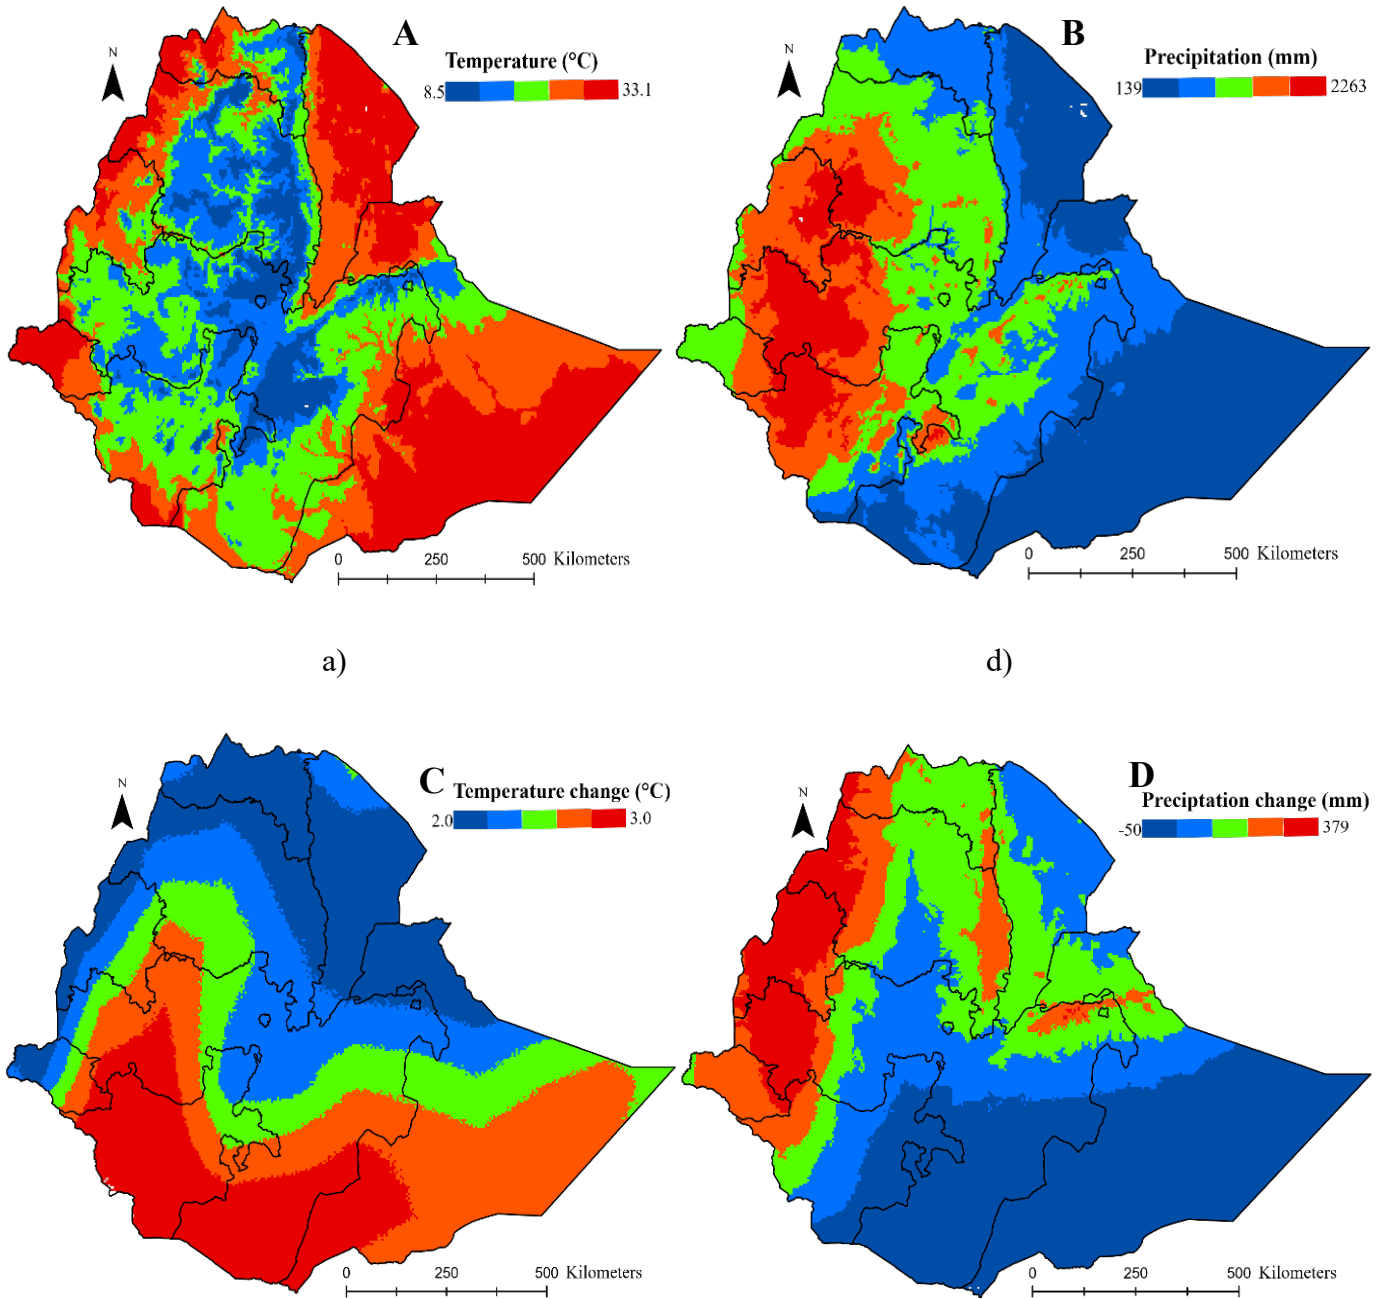 A
N
Temperature (°C)
8.5 33.1
0 250 500 Kilometers
B
N
Precipitation (mm)
139 2263
0 250 500 Kilometers
a)
d)
C
N
Temperature change (°C)
2.0 3.0
0 250 500 Kilometers
D
N
Preciptation change (mm)
-50 379
0 250 500 Kilometers